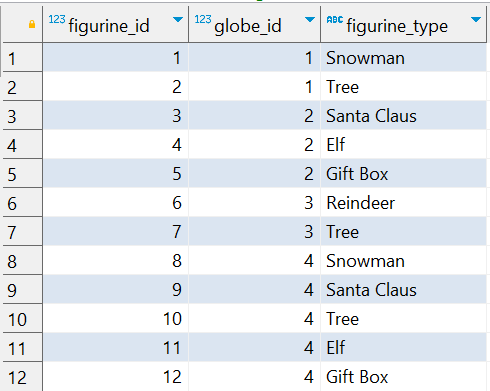 123 figurine_id 123 globe_id ABC figurine_type
1 1 1 Snowman
2 2 1 Tree
3 3 2 Santa Claus
4 4 2 Elf
5 5 2 Gift Box
6 6 3 Reindeer
7 7 3 Tree
8 8 4 Snowman
9 9 4 Santa Claus
10 10 4 Tree
11 11 4 Elf
12 12 4 Gift Box